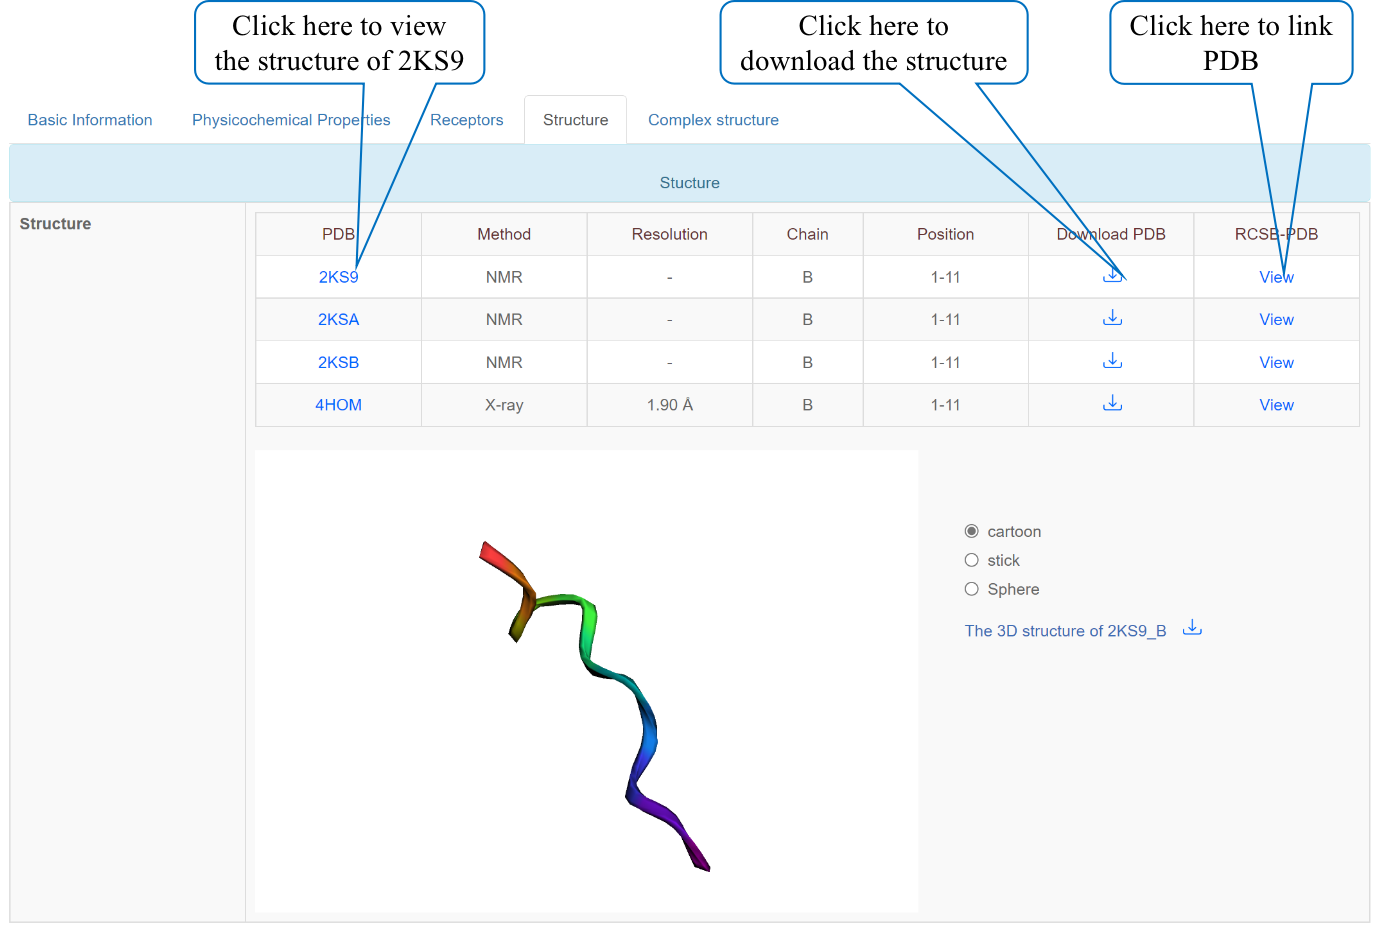 Click here to view
the structure of 2KS9
Click here to
download the structure
Click here to link
PDB
Basic Information Physicochemical Properties Receptors Structure Complex structure
Stucture
Structure
PDB Method Resolution Chain Position Download PDB RCSB-PDB
2KS9 NMR - B 1-11 View
2KSA NMR - B 1-11 View
2KSB NMR - B 1-11 View
4HOM X-ray 1.90 Å B 1-11 View
cartoon
stick
Sphere
The 3D structure of 2KS9_B